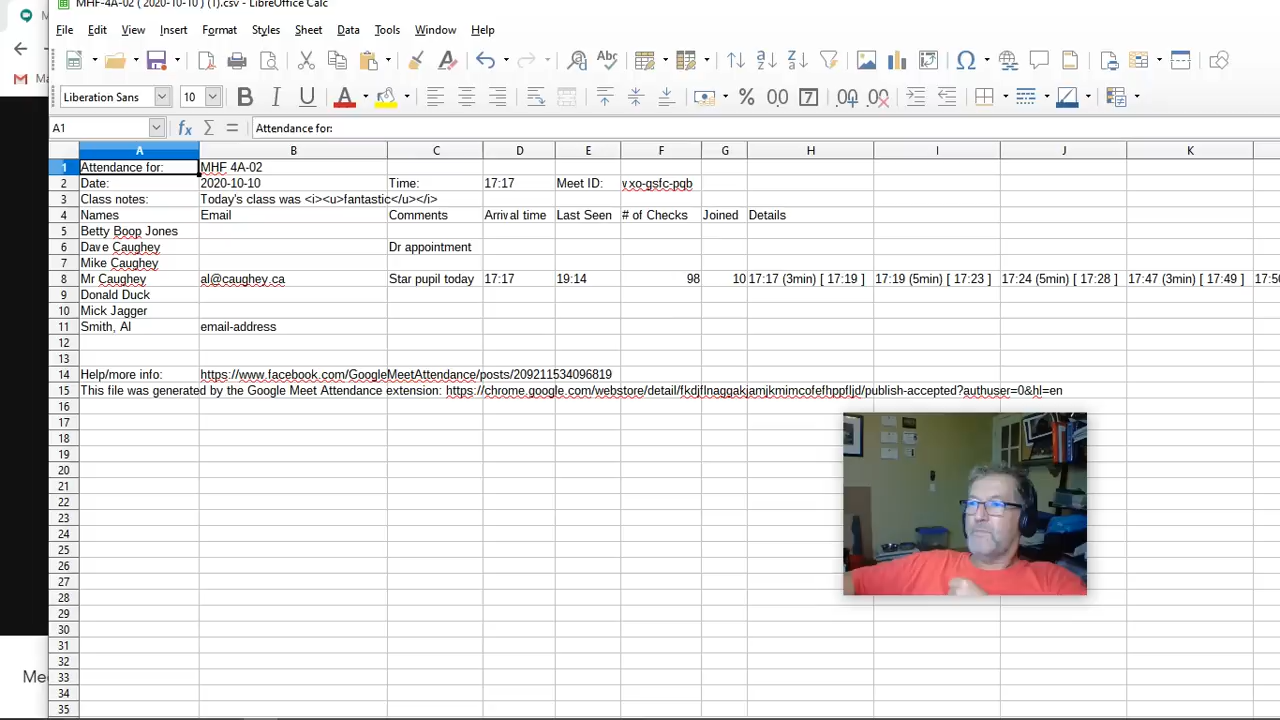 MHF-4A-02 ( 2020-10-10 ) (1).csv - LibreOffice Calc
File Edit View Insert Format Styles Sheet Data Tools Window Help
Liberation Sans 10
A1 Attendance for:
A B C D E F G H I J K
1 Attendance for: MHF 4A-02
2 Date: 2020-10-10 Time: 17:17 Meet ID: vxo-gsfc-pqb
3 Class notes: Today's class was <i><u>fantastic</u></i>
4 Names Email Comments Arrival time Last Seen # of Checks Joined Details
5 Betty Boop Jones
6 Dave Caughey Dr appointment
7 Mike Caughey
8 Mr Caughey al@caughey.ca Star pupil today 17:17 19:14 98 10 17:17 (3min) [ 17:19 ] 17:19 (5min) [ 17:23 ] 17:24 (5min) [ 17:28 ] 17:47 (3min) [ 17:49 ]
9 Donald Duck
10 Mick Jagger
11 Smith, Al email-address
12
13
14 Help/more info: https://www.facebook.com/GoogleMeetAttendance/posts/209211534096819
15 This file was generated by the Google Meet Attendance extension: https://chrome.google.com/webstore/detail/fkdjflnaggakjamjkmimcofefhppfljd/publish-accepted?authuser=0&hl=en
16
17
18
19
20
21
22
23
24
25
26
27
28
29
30
31
32
33
34
35